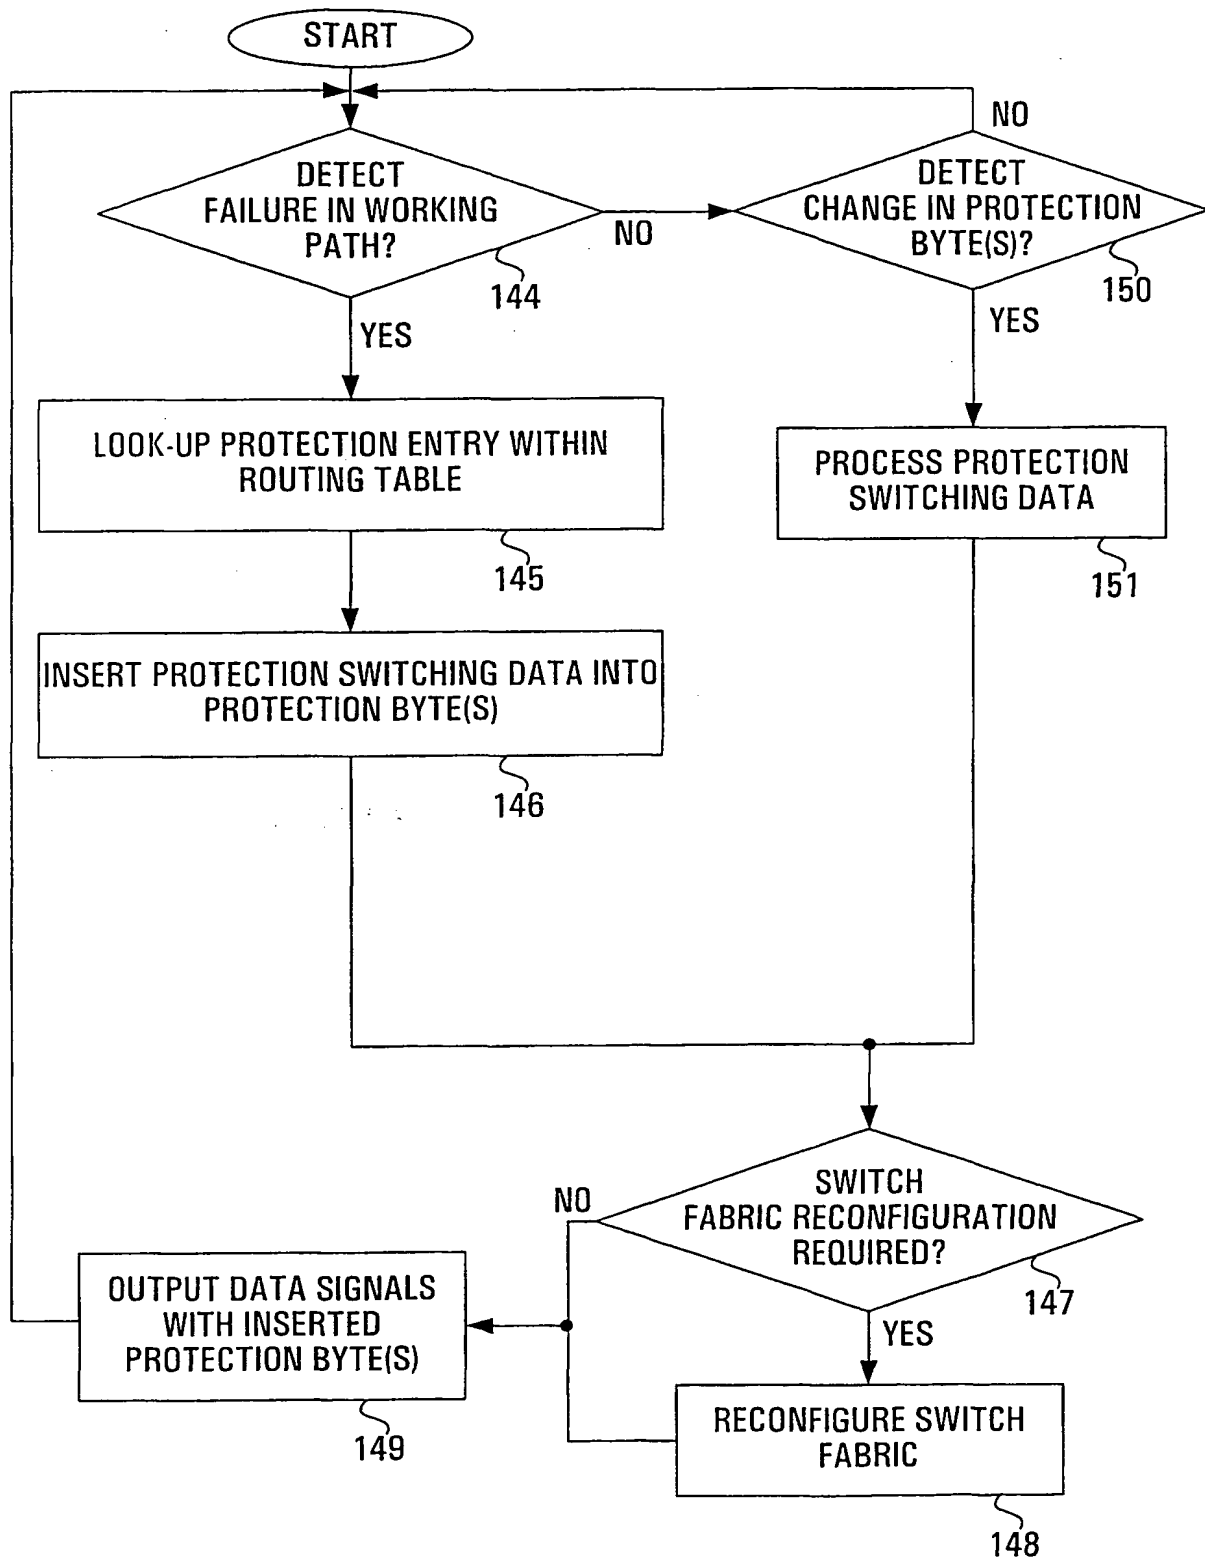 START
NO
DETECT
FAILURE IN WORKING
PATH?
NO
144
DETECT
CHANGE IN PROTECTION
BYTE(S)?
150
YES
YES
LOOK-UP PROTECTION ENTRY WITHIN
ROUTING TABLE
145
PROCESS PROTECTION
SWITCHING DATA
151
INSERT PROTECTION SWITCHING DATA INTO
PROTECTION BYTE(S)
146
SWITCH
FABRIC RECONFIGURATION
REQUIRED?
NO
147
YES
OUTPUT DATA SIGNALS
WITH INSERTED
PROTECTION BYTE(S)
149
RECONFIGURE SWITCH
FABRIC
148